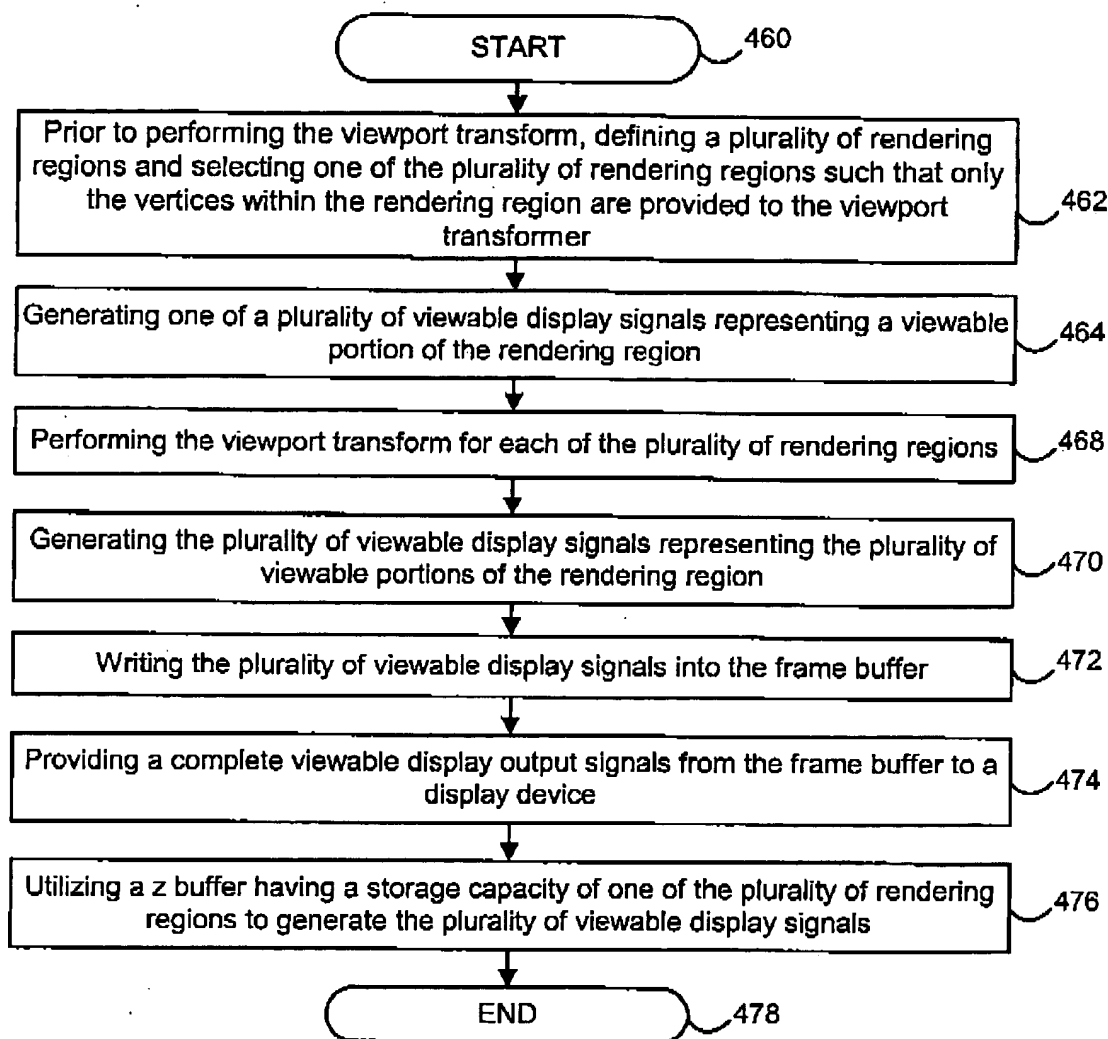 START
460
Prior to performing the viewport transform, defining a plurality of rendering
regions and selecting one of the plurality of rendering regions such that only
the vertices within the rendering region are provided to the viewport
transformer
462
Generating one of a plurality of viewable display signals representing a viewable
portion of the rendering region
464
Performing the viewport transform for each of the plurality of rendering regions
468
Generating the plurality of viewable display signals representing the plurality of
viewable portions of the rendering region
470
Writing the plurality of viewable display signals into the frame buffer
472
Providing a complete viewable display output signals from the frame buffer to a
display device
474
Utilizing a z buffer having a storage capacity of one of the plurality of rendering
regions to generate the plurality of viewable display signals
476
END
478